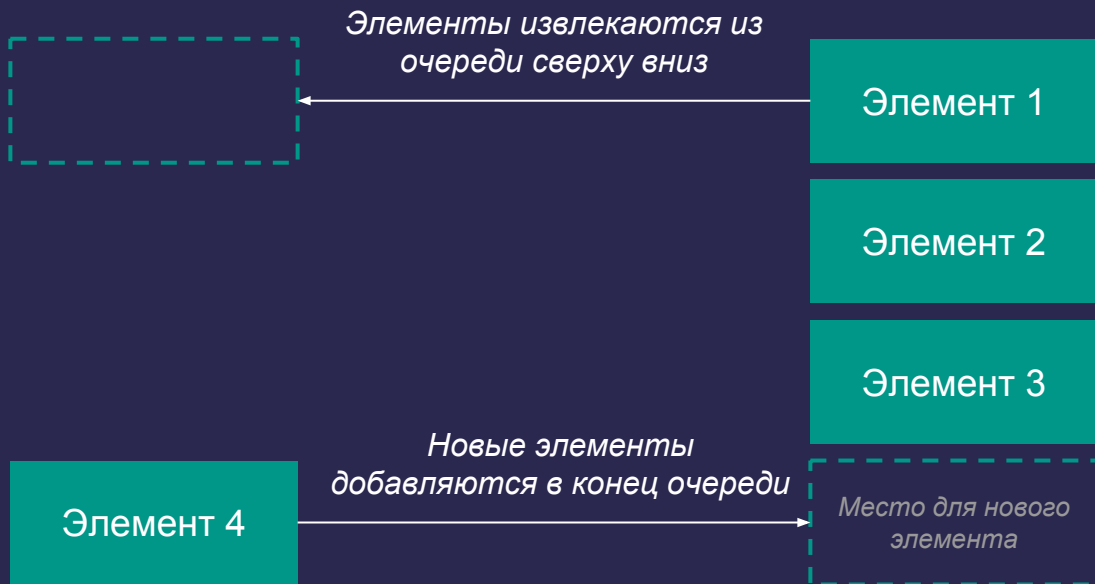 Элементы извлекаются из
очереди сверху вниз
Элемент 1
Элемент 2
Элемент 3
Новые элементы
добавляются в конец очереди
Элемент 4
Место для нового
элемента